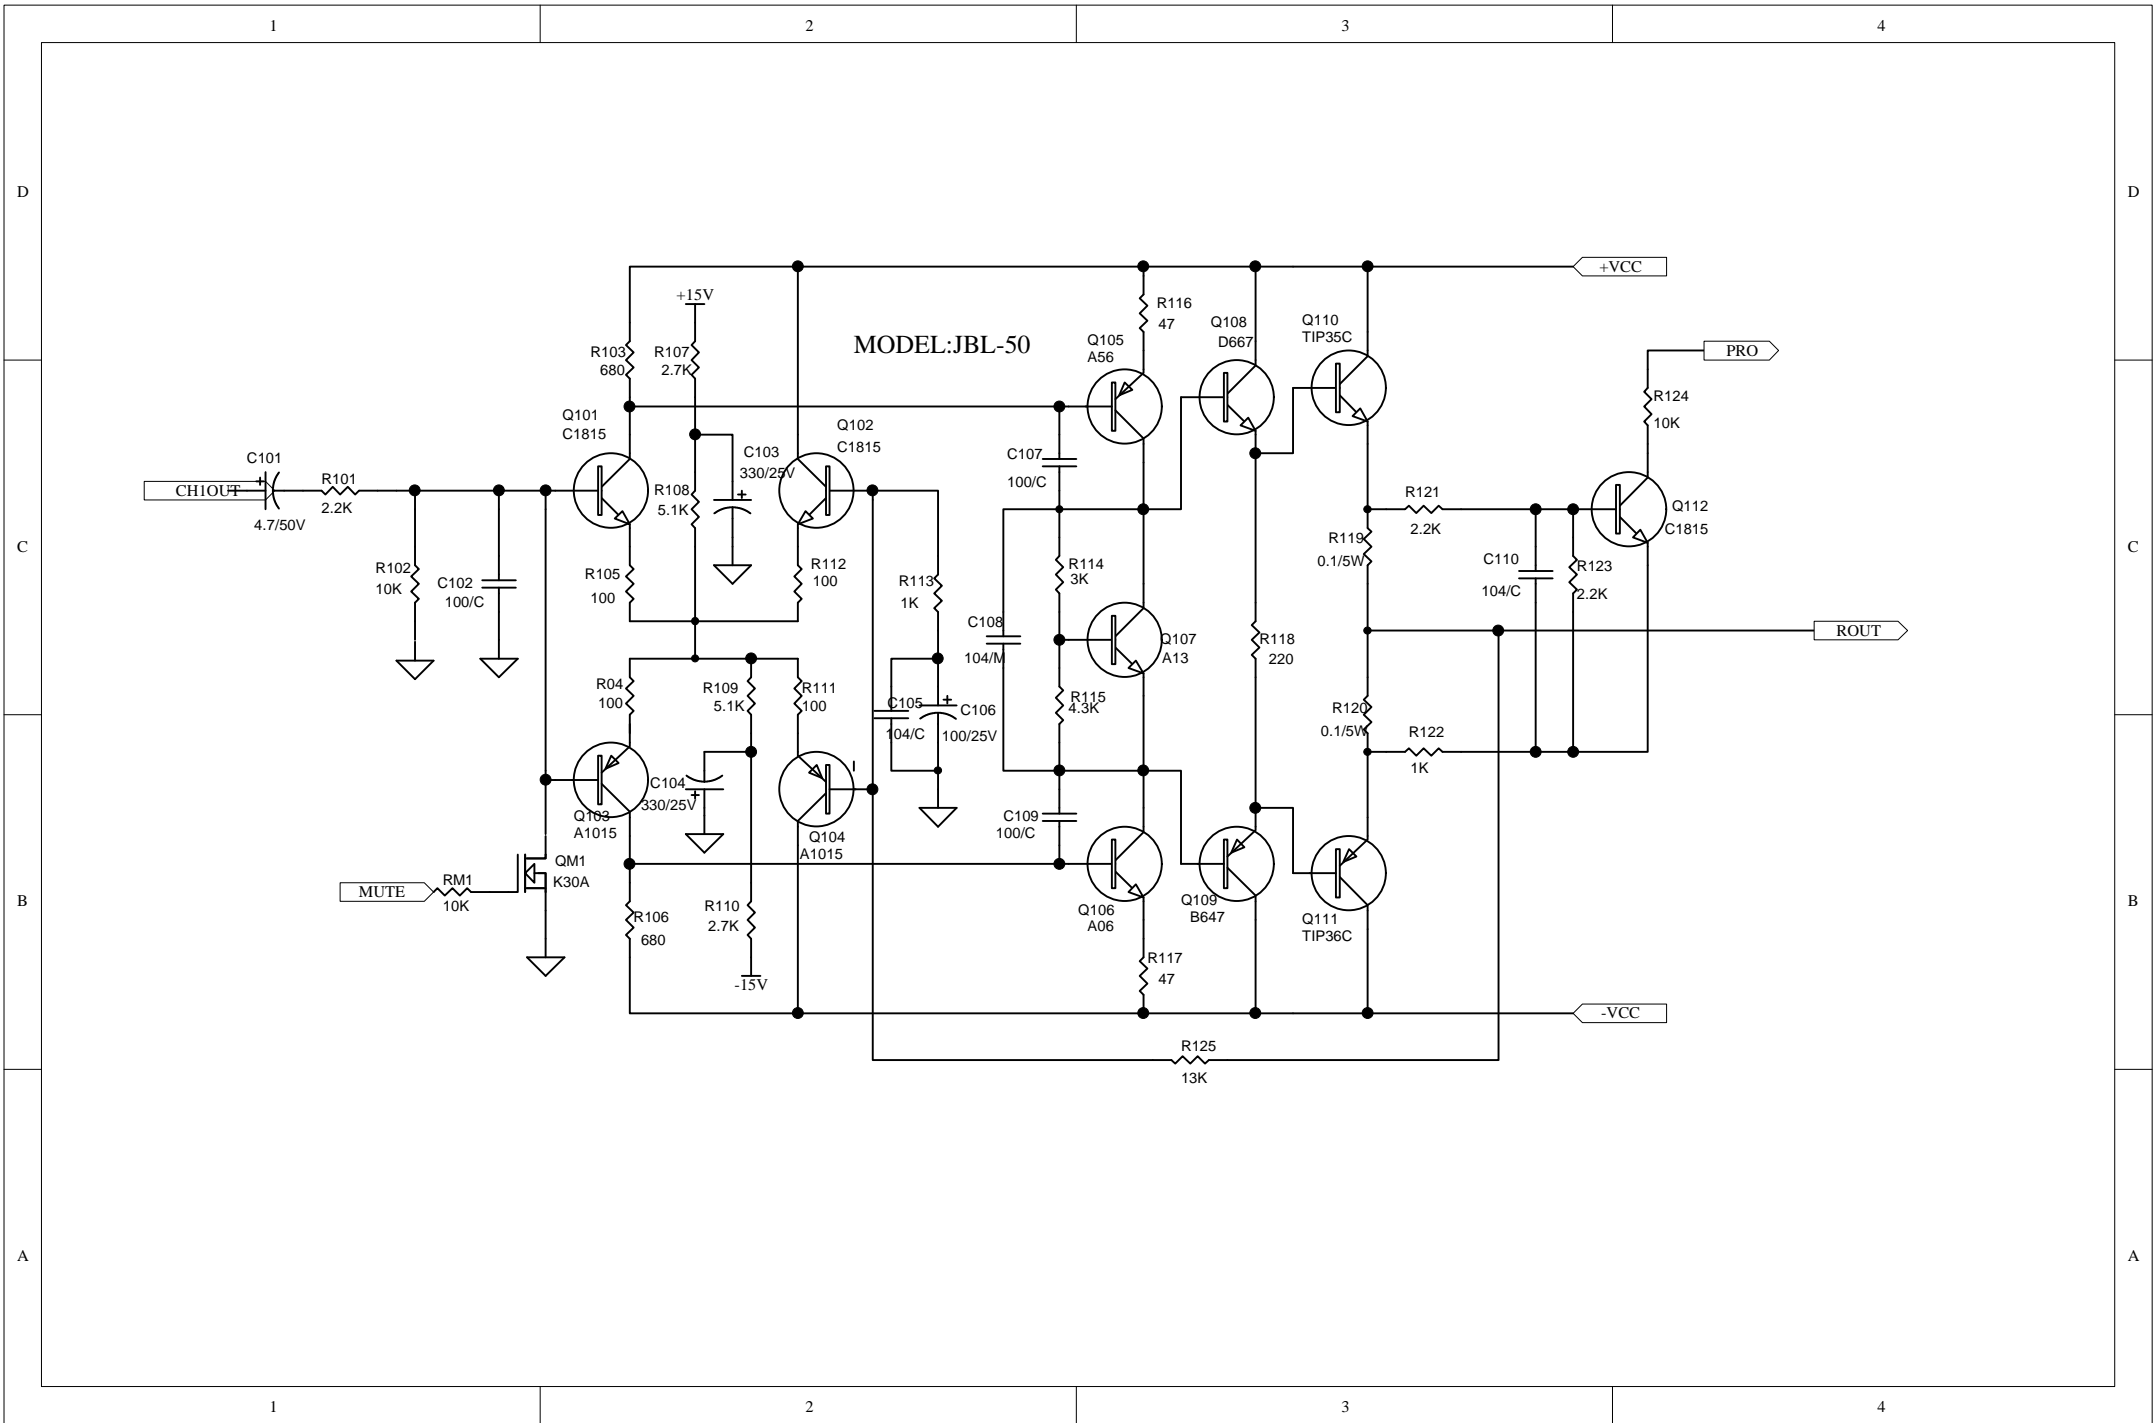 1 2 3 4
D D
C C
B B
A A
1 2 3 4
MODEL:JBL-50
+VCC
-VCC
+15V
-15V
PRO
ROUT
CH1OUT
MUTE
C101
+
4.7/50V
R101
2.2K
R102
10K
C102
100/C
RM1
10K
QM1
K30A
Q101
C1815
R103
680
R105
100
R04
100
Q103
A1015
R106
680
R107
2.7K
R108
5.1K
C103
330/25V
+
R109
5.1K
C104
330/25V
+
R110
2.7K
Q102
C1815
R112
100
R111
100
Q104
A1015
R113
1K
C105
104/C
+
C106
100/25V
C107
100/C
C108
104/M
R114
3K
R115
4.3K
C109
100/C
Q105
A56
R116
47
Q107
A13
Q106
A06
R117
47
Q108
D667
R118
220
Q109
B647
Q110
TIP35C
R119
0.1/5W
R120
0.1/5W
Q111
TIP36C
R121
2.2K
R122
1K
C110
104/C
R123
2.2K
R124
10K
Q112
C1815
R125
13K